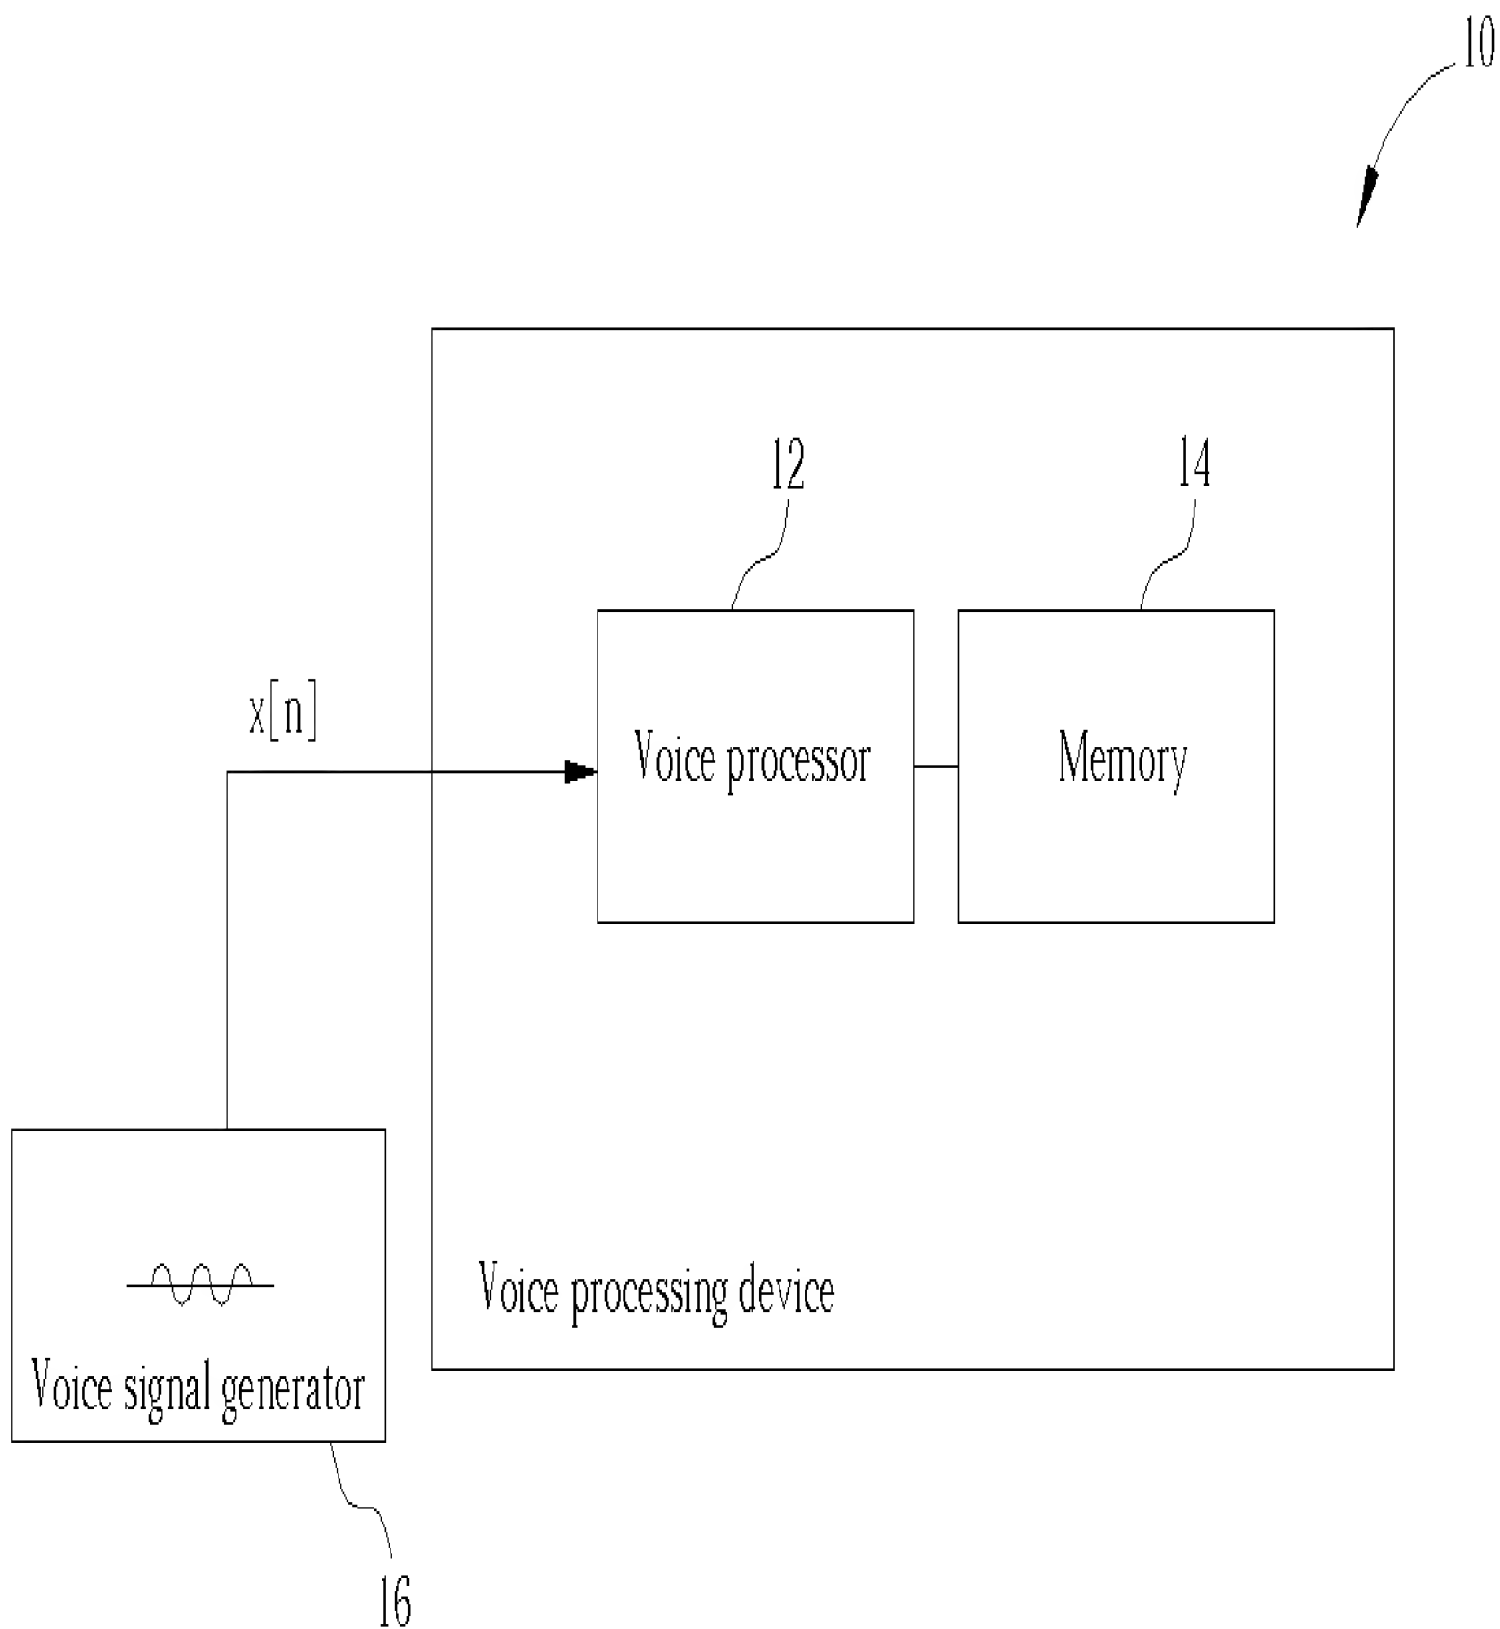 10
12
14
x[n]
Voice processor
Memory
Voice processing device
Voice signal generator
16